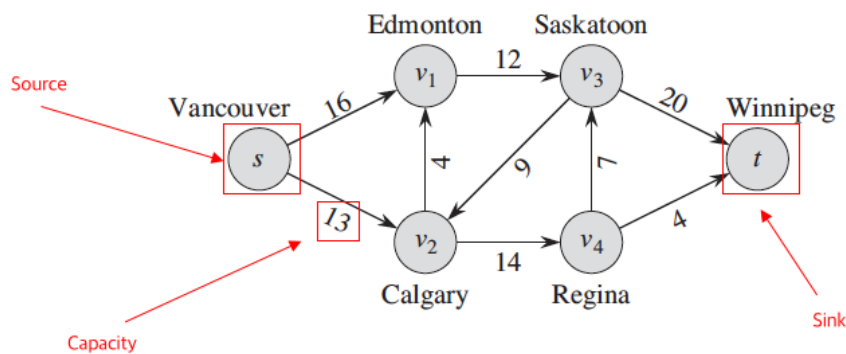 Edmonton
Saskatoon
Source
v1
12
v3
Vancouver
16
20
Winnipeg
s
4
9
7
t
13
v2
14
v4
4
Calgary
Regina
Sink
Capacity